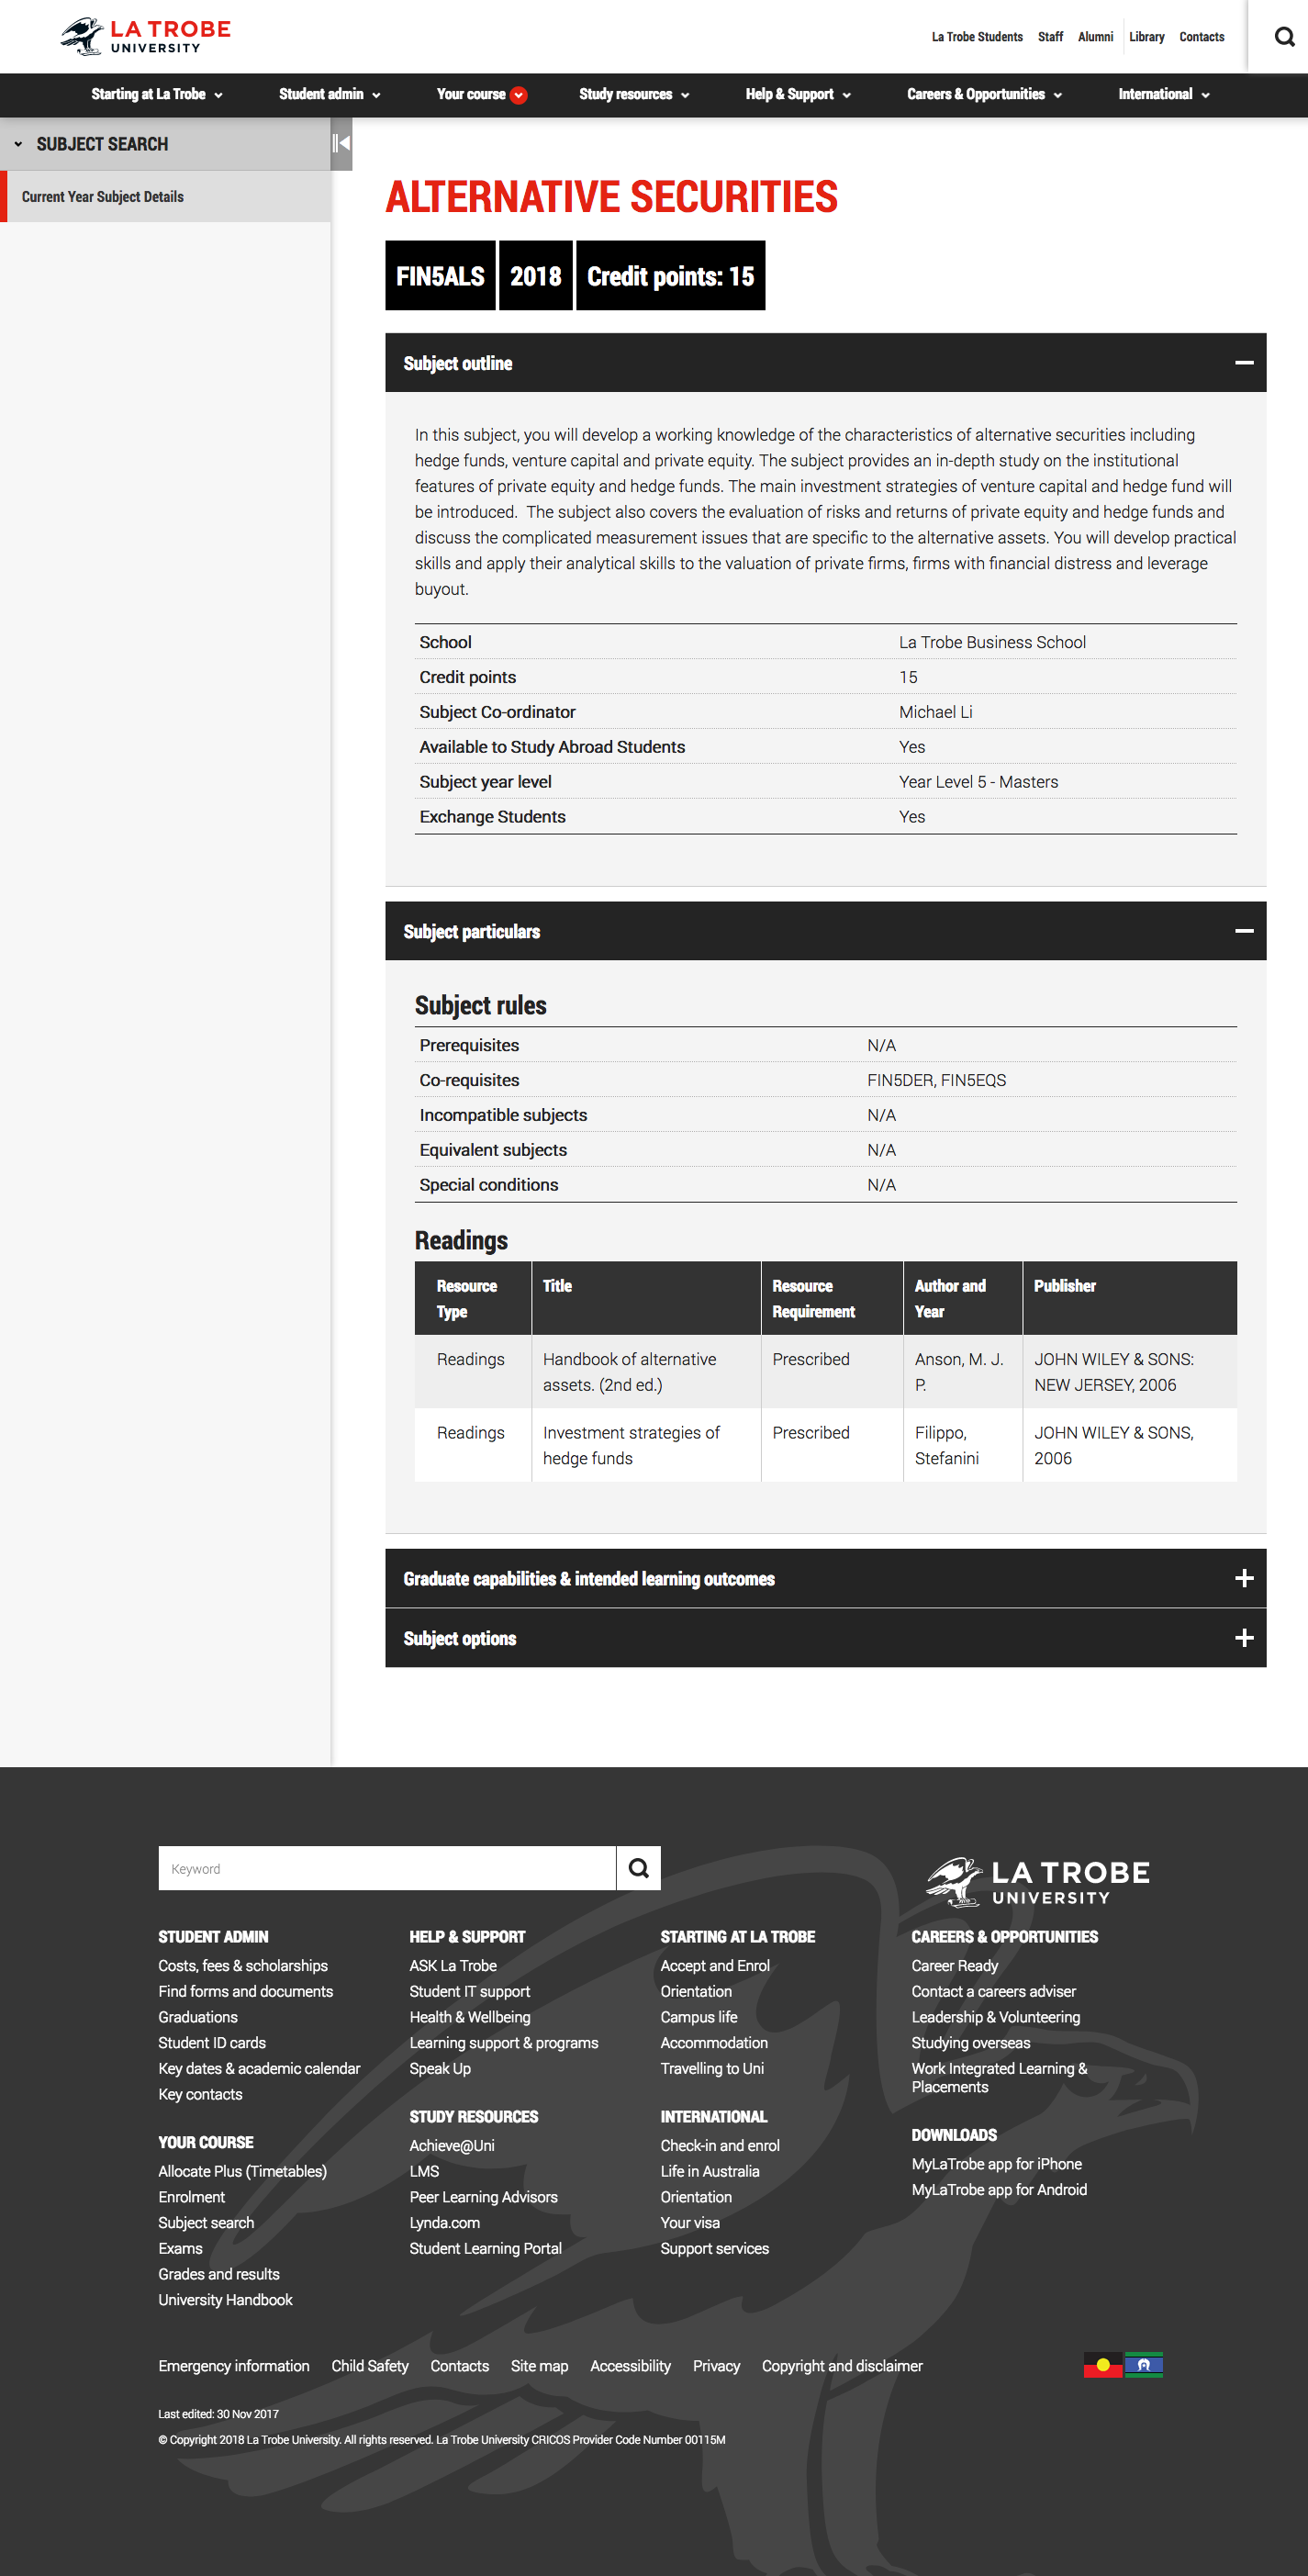 LA TROBE
UNIVERSITY
La Trobe Students Staff Alumni Library Contacts
Starting at La Trobe Student admin Your course Study resources Help & Support Careers & Opportunities International
SUBJECT SEARCH
Current Year Subject Details
ALTERNATIVE SECURITIES
FIN5ALS 2018 Credit points: 15
Subject outline
In this subject, you will develop a working knowledge of the characteristics of alternative securities including
hedge funds, venture capital and private equity. The subject provides an in-depth study on the institutional
features of private equity and hedge funds. The main investment strategies of venture capital and hedge fund will
be introduced. The subject also covers the evaluation of risks and returns of private equity and hedge funds and
discuss the complicated measurement issues that are specific to the alternative assets. You will develop practical
skills and apply their analytical skills to the valuation of private firms, firms with financial distress and leverage
buyout.
School La Trobe Business School
Credit points 15
Subject Co-ordinator Michael Li
Available to Study Abroad Students Yes
Subject year level Year Level 5 - Masters
Exchange Students Yes
Subject particulars
Subject rules
Prerequisites N/A
Co-requisites FIN5DER, FIN5EQS
Incompatible subjects N/A
Equivalent subjects N/A
Special conditions N/A
Readings
Resource Title Resource Author and Publisher
Type Requirement Year
Readings Handbook of alternative Prescribed Anson, M. J. JOHN WILEY & SONS:
assets. (2nd ed.) P. NEW JERSEY, 2006
Readings Investment strategies of Prescribed Filippo, JOHN WILEY & SONS,
hedge funds Stefanini 2006
Graduate capabilities & intended learning outcomes
Subject options
Keyword
LA TROBE
UNIVERSITY
STUDENT ADMIN
Costs, fees & scholarships
Find forms and documents
Graduations
Student ID cards
Key dates & academic calendar
Key contacts
YOUR COURSE
Allocate Plus (Timetables)
Enrolment
Subject search
Exams
Grades and results
University Handbook
HELP & SUPPORT
ASK La Trobe
Student IT support
Health & Wellbeing
Learning support & programs
Speak Up
STUDY RESOURCES
Achieve@Uni
LMS
Peer Learning Advisors
Lynda.com
Student Learning Portal
STARTING AT LA TROBE
Accept and Enrol
Orientation
Campus life
Accommodation
Travelling to Uni
INTERNATIONAL
Check-in and enrol
Life in Australia
Orientation
Your visa
Support services
CAREERS & OPPORTUNITIES
Career Ready
Contact a careers adviser
Leadership & Volunteering
Studying overseas
Work Integrated Learning &
Placements
DOWNLOADS
MyLaTrobe app for iPhone
MyLaTrobe app for Android
Emergency information Child Safety Contacts Site map Accessibility Privacy Copyright and disclaimer
Last edited: 30 Nov 2017
© Copyright 2018 La Trobe University. All rights reserved. La Trobe University CRICOS Provider Code Number 00115M